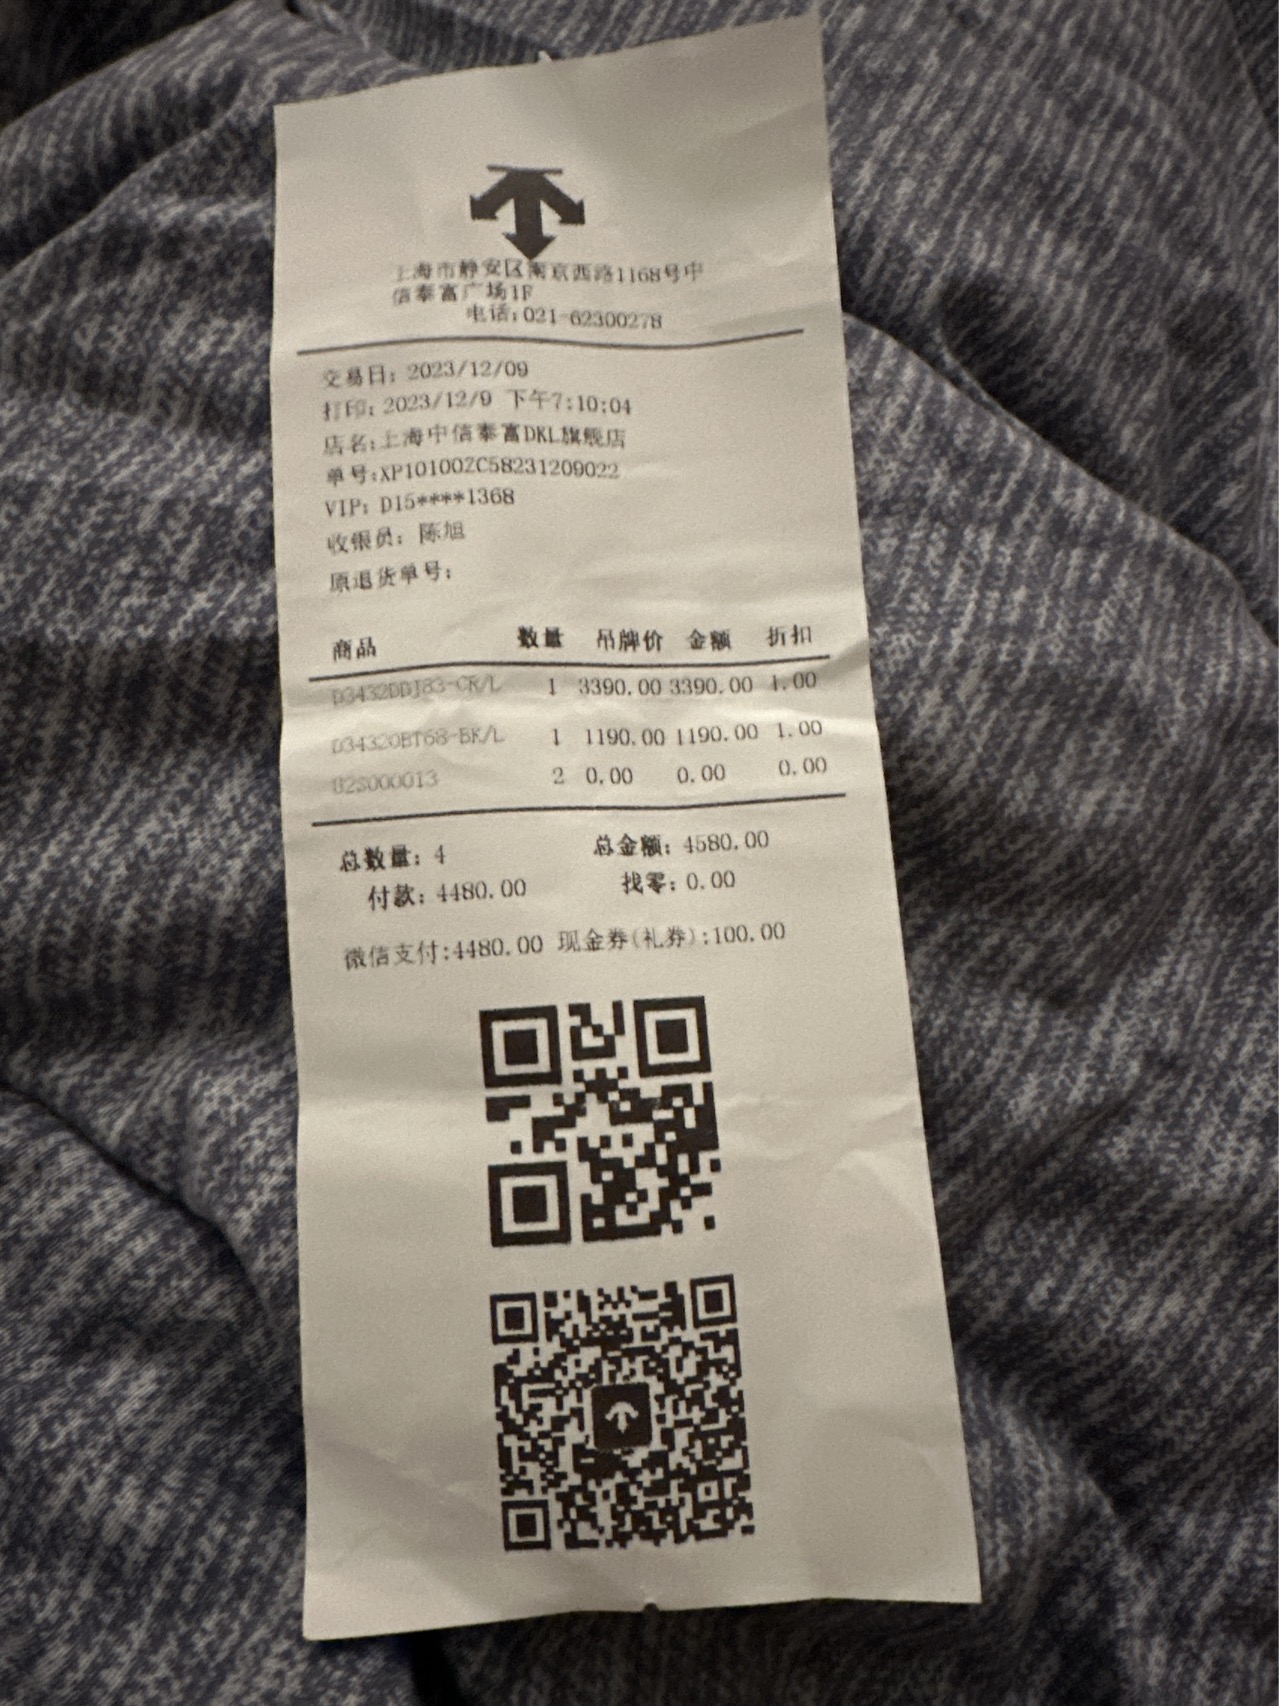 上海市静安区南京西路1168号中
信泰富广场1F
电话:021-62300278
交易日: 2023/12/09
打印: 2023/12/9 下午7:10:04
店名:上海中信泰富DKL旗舰店
单号:XP10100ZC58231209022
VIP: D15****1368
收银员: 陈旭
原退货单号:
商品 数量 吊牌价 金额 折扣
D3432DDJ83-CR/L 1 3390.00 3390.00 1.00
D34320BT68-BK/L 1 1190.00 1190.00 1.00
02S000013 2 0.00 0.00 0.00
总数量: 4 总金额: 4580.00
付款: 4480.00 找零: 0.00
微信支付:4480.00 现金券(礼券):100.00